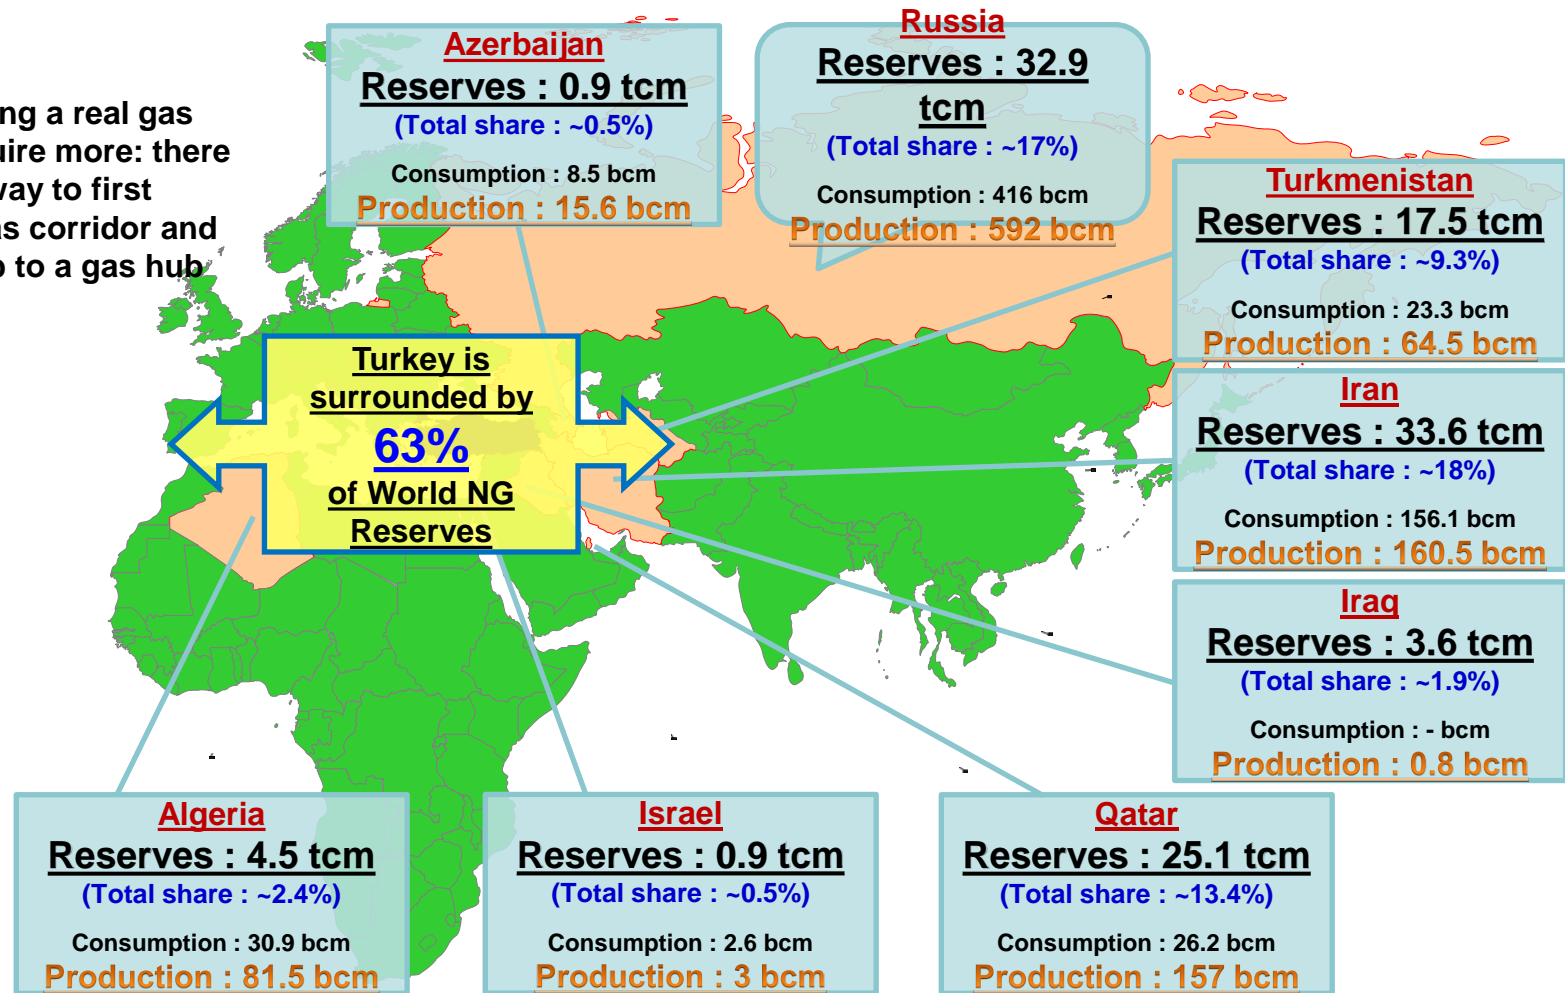 ing a real gas
uire more: there
way to first
as corridor and
p to a gas hub
Azerbaijan
Reserves : 0.9 tcm
(Total share : ~0.5%)
Consumption : 8.5 bcm
Production : 15.6 bcm
Russia
Reserves : 32.9
tcm
(Total share : ~17%)
Consumption : 416 bcm
Production : 592 bcm
Turkmenistan
Reserves : 17.5 tcm
(Total share : ~9.3%)
Consumption : 23.3 bcm
Production : 64.5 bcm
Turkey is
surrounded by
63%
of World NG
Reserves
Iran
Reserves : 33.6 tcm
(Total share : ~18%)
Consumption : 156.1 bcm
Production : 160.5 bcm
Iraq
Reserves : 3.6 tcm
(Total share : ~1.9%)
Consumption : - bcm
Production : 0.8 bcm
Algeria
Reserves : 4.5 tcm
(Total share : ~2.4%)
Consumption : 30.9 bcm
Production : 81.5 bcm
Israel
Reserves : 0.9 tcm
(Total share : ~0.5%)
Consumption : 2.6 bcm
Production : 3 bcm
Qatar
Reserves : 25.1 tcm
(Total share : ~13.4%)
Consumption : 26.2 bcm
Production : 157 bcm